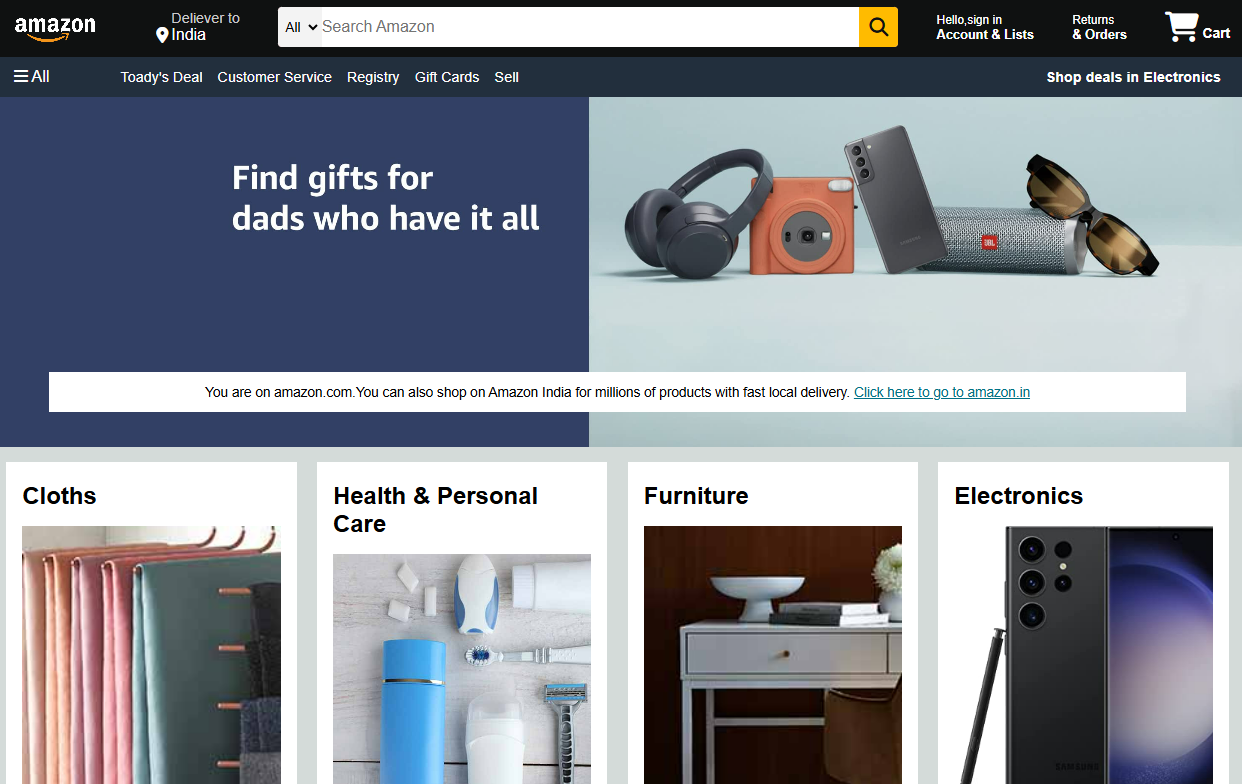 amazon
Deliever to
India
All Search Amazon
Hello,sign in
Account & Lists
Returns
& Orders
Cart
All
Toady's Deal Customer Service Registry Gift Cards Sell
Shop deals in Electronics
Find gifts for
dads who have it all
SAMSUNG
JBL
You are on amazon.com.You can also shop on Amazon India for millions of products with fast local delivery. Click here to go to amazon.in
Cloths
Health & Personal
Care
Furniture
Electronics
SAMSUNG